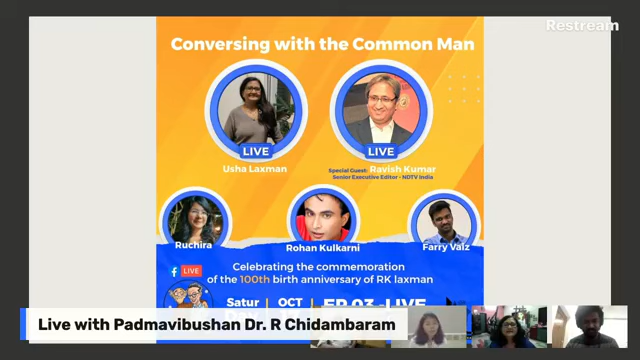 Restream
Conversing with the Common Man
LIVE
LIVE
Usha Laxman
Special Guest: Ravish Kumar
Senior Executive Editor - NDTV India
Ruchira
Rohan Kulkarni
Farry Vaiz
LIVE
Celebrating the commemoration
of the 100th birth anniversary of RK laxman
Satur
OCT
EP 03 -LIVE
Live with Padmavibushan Dr. R Chidambaram